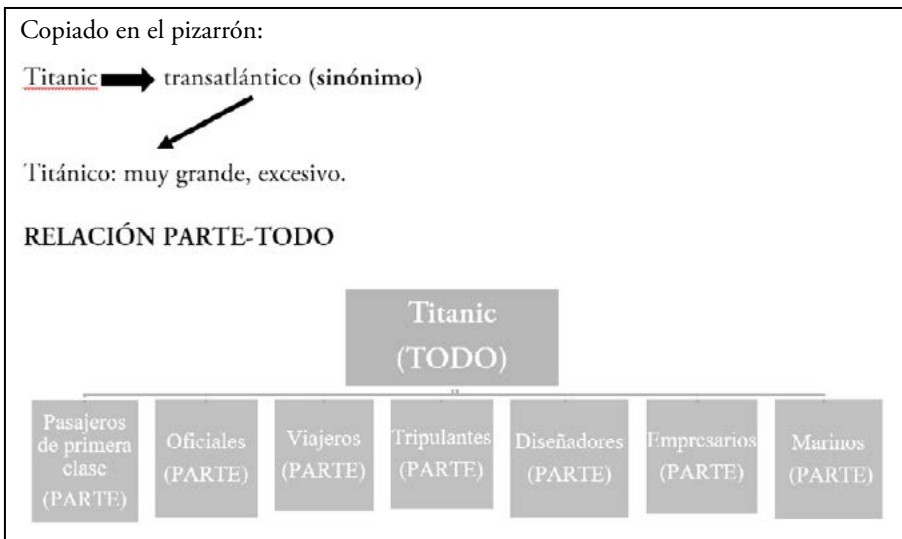 Copiado en el pizarrón:
Titanic transatlántico (sinónimo)
Titánico: muy grande, excesivo.
RELACIÓN PARTE-TODO
Titanic
(TODO)
Pasajeros
de primera
clase
(PARTE)
Oficiales
(PARTE)
Viajeros
(PARTE)
Tripulantes
(PARTE)
Diseñadores
(PARTE)
Empresarios
(PARTE)
Marinos
(PARTE)